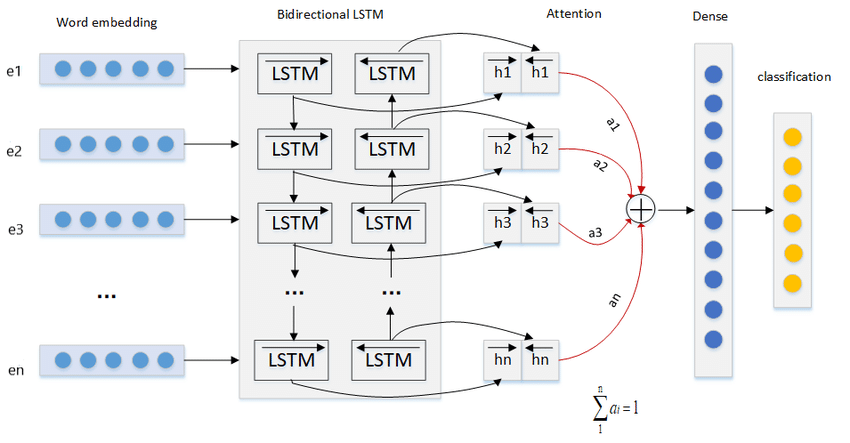 Word embedding
Bidirectional LSTM
Attention
Dense
classification
e1
LSTM LSTM
h1 h1
a1
e2
LSTM LSTM
h2 h2
a2
e3
LSTM LSTM
h3 h3
a3
...
... ...
an
en
LSTM LSTM
hn hn
n
∑ ai = 1
1